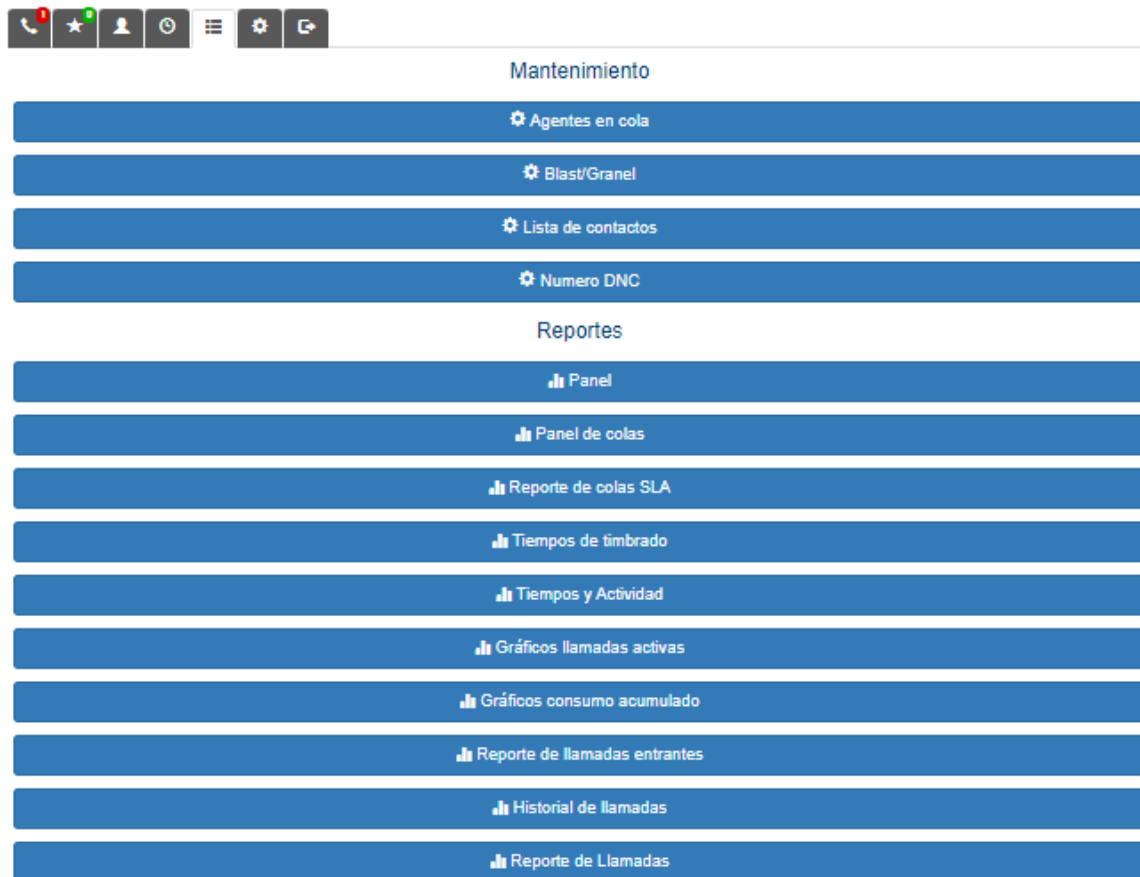 1
0
Mantenimiento
Agentes en cola
Blast/Granel
Lista de contactos
Numero DNC
Reportes
Panel
Panel de colas
Reporte de colas SLA
Tiempos de timbrado
Tiempos y Actividad
Gráficos llamadas activas
Gráficos consumo acumulado
Reporte de llamadas entrantes
Historial de llamadas
Reporte de Llamadas